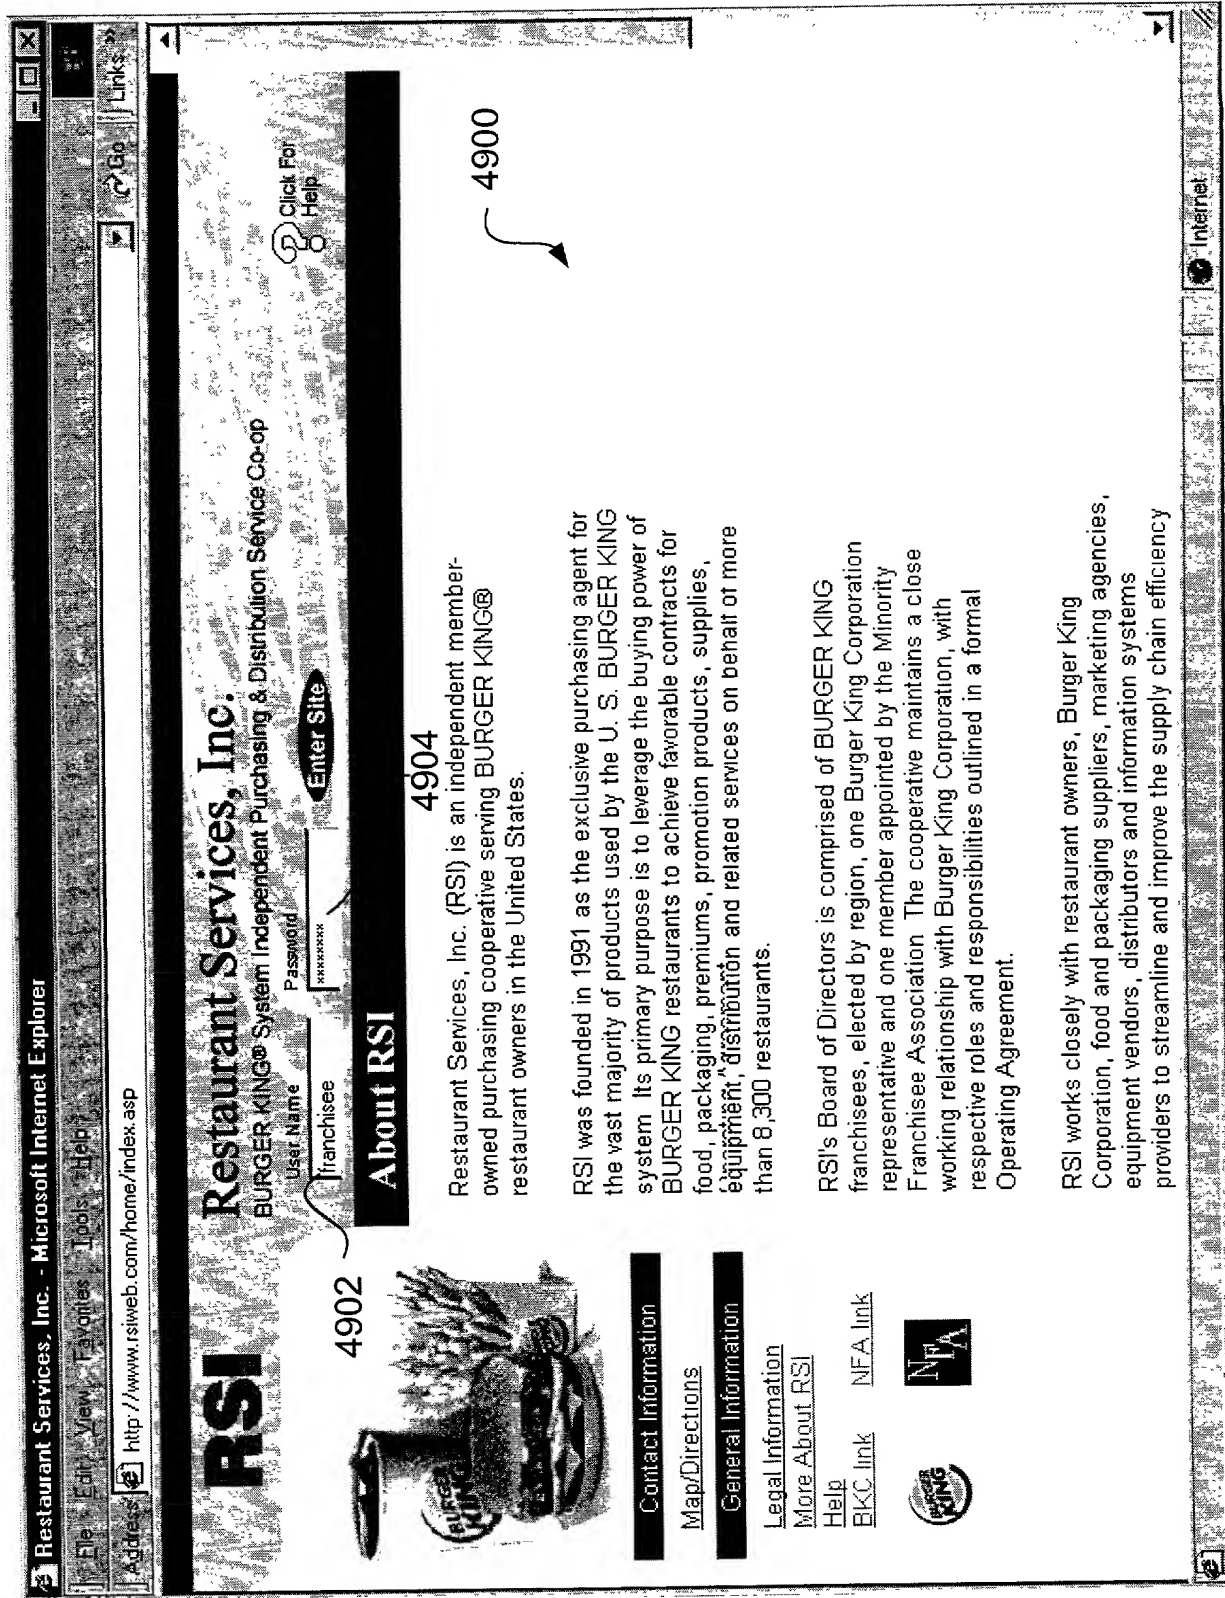 Restaurant Services, Inc. - Microsoft Internet Explorer
File Edit View Favorites Tools Help
Address http://www.rsiweb.com/home/index.asp Go Links »
RSI
Restaurant Services, Inc.
BURGER KING® System Independent Purchasing & Distribution Service Co-op
User Name Password
franchisee xxxxxxxx Enter Site
Click For
Help
4902
4904
4900
About RSI
BURGER
KING
Contact Information
Map/Directions
General Information
Legal Information
More About RSI
Help
BKC link NFA link
BURGER
KING
NFA
Restaurant Services, Inc. (RSI) is an independent member-
owned purchasing cooperative serving BURGER KING®
restaurant owners in the United States.
RSI was founded in 1991 as the exclusive purchasing agent for
the vast majority of products used by the U. S. BURGER KING
system Its primary purpose is to leverage the buying power of
BURGER KING restaurants to achieve favorable contracts for
food, packaging, premiums, promotion products, supplies,
equipment, distribution and related services on behalf of more
than 8,300 restaurants.
RSI's Board of Directors is comprised of BURGER KING
franchisees, elected by region, one Burger King Corporation
representative and one member appointed by the Minority
Franchisee Association The cooperative maintains a close
working relationship with Burger King Corporation, with
respective roles and responsibilities outlined in a formal
Operating Agreement.
RSI works closely with restaurant owners, Burger King
Corporation, food and packaging suppliers, marketing agencies,
equipment vendors, distributors and information systems
providers to streamline and improve the supply chain efficiency
Internet